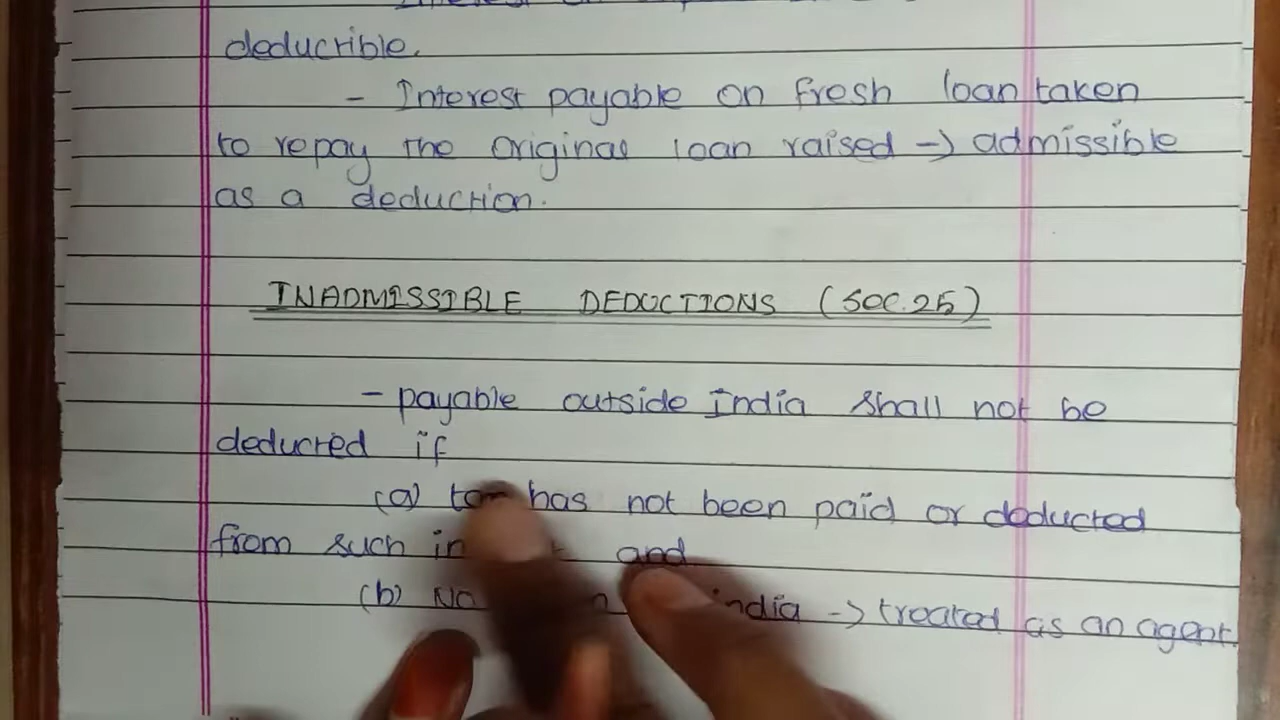 deductible.
- Interest payable on fresh loan taken
to repay the original loan raised → admissible
as a deduction.
INADMISSIBLE DEDUCTIONS (SEC.25)
- payable outside India shall not be
deducted if
(a) has not been paid or deducted
from such and
(b) india → treated as an agent.